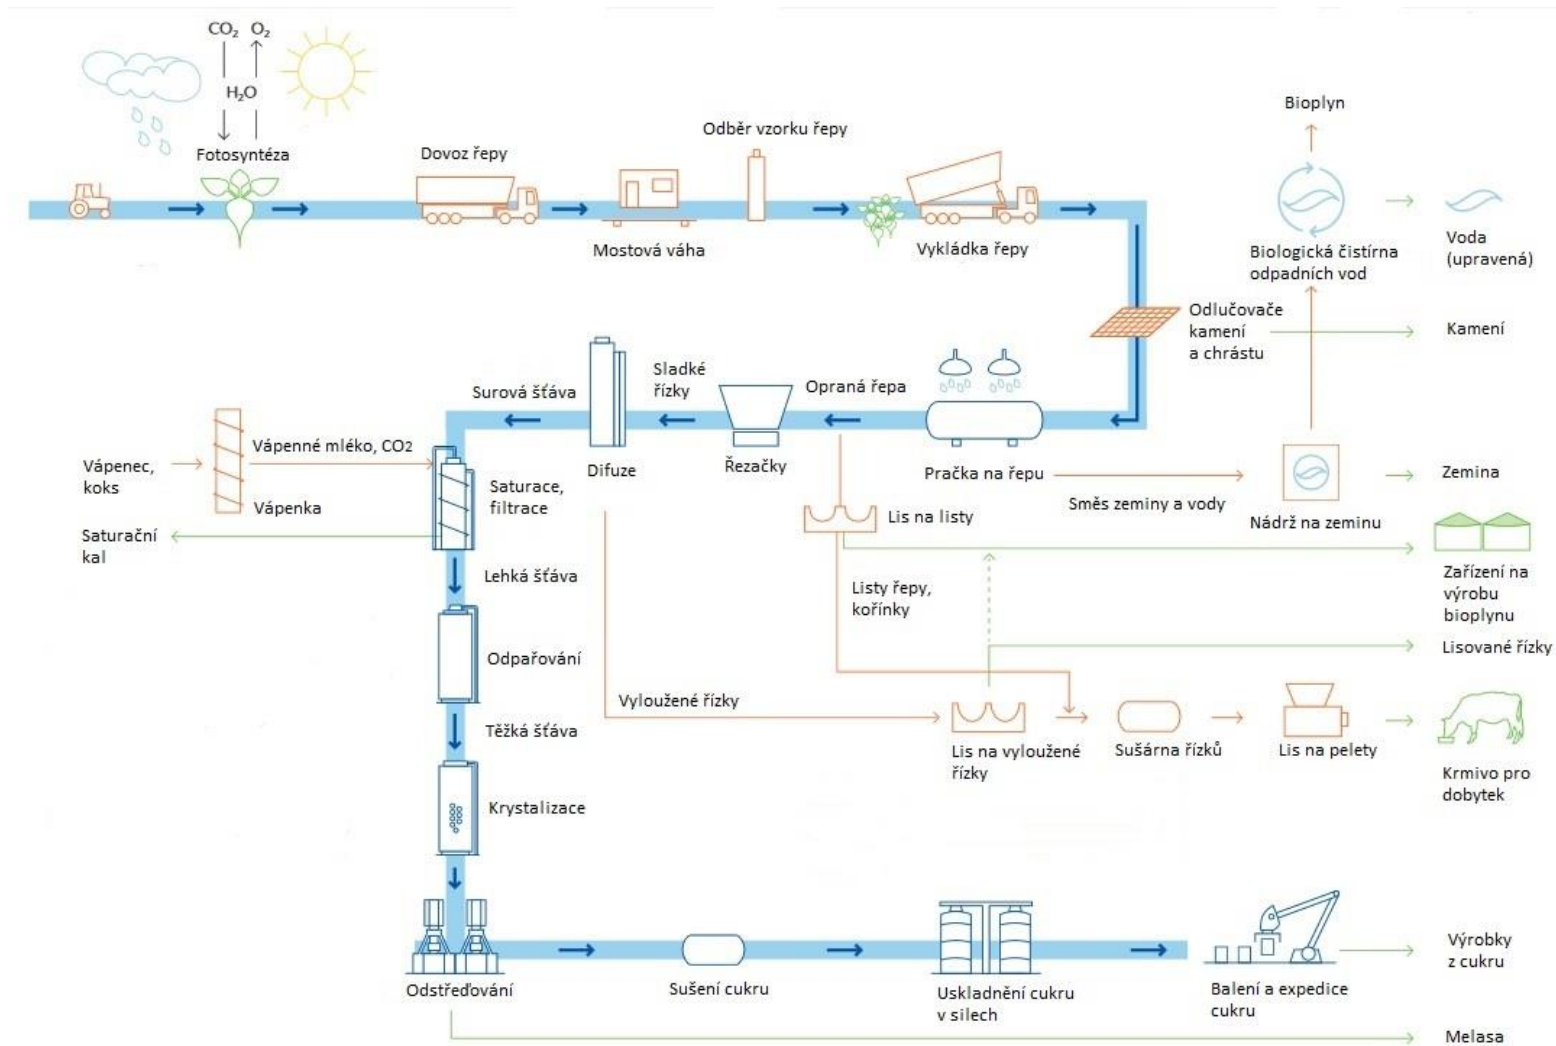 CO2 O2
H2O
Fotosyntéza
Dovoz řepy
Odběr vzorku řepy
Mostová váha
Vykládka řepy
Bioplyn
Biologická čistírna
odpadních vod
Voda
(upravená)
Odlučovače
kamení
a chrástu
Kamení
Surová šťáva
Sladké
řízky
Opraná řepa
Difuze
Řezačky
Pračka na řepu
Směs zeminy a vody
Nádrž na zeminu
Zemina
Vápenec,
koks
Vápenné mléko, CO2
Vápenka
Saturační
kal
Saturace,
filtrace
Lis na listy
Lehká šťáva
Listy řepy,
kořínky
Zařízení na
výrobu
bioplynu
Lisované řízky
Odpařování
Vyloužené řízky
Těžká šťáva
Lis na vyloužené
řízky
Sušárna řízků
Lis na pelety
Krmivo pro
dobytek
Krystalizace
Odstřeďování
Sušení cukru
Uskladnění cukru
v silech
Balení a expedice
cukru
Výrobky
z cukru
Melasa